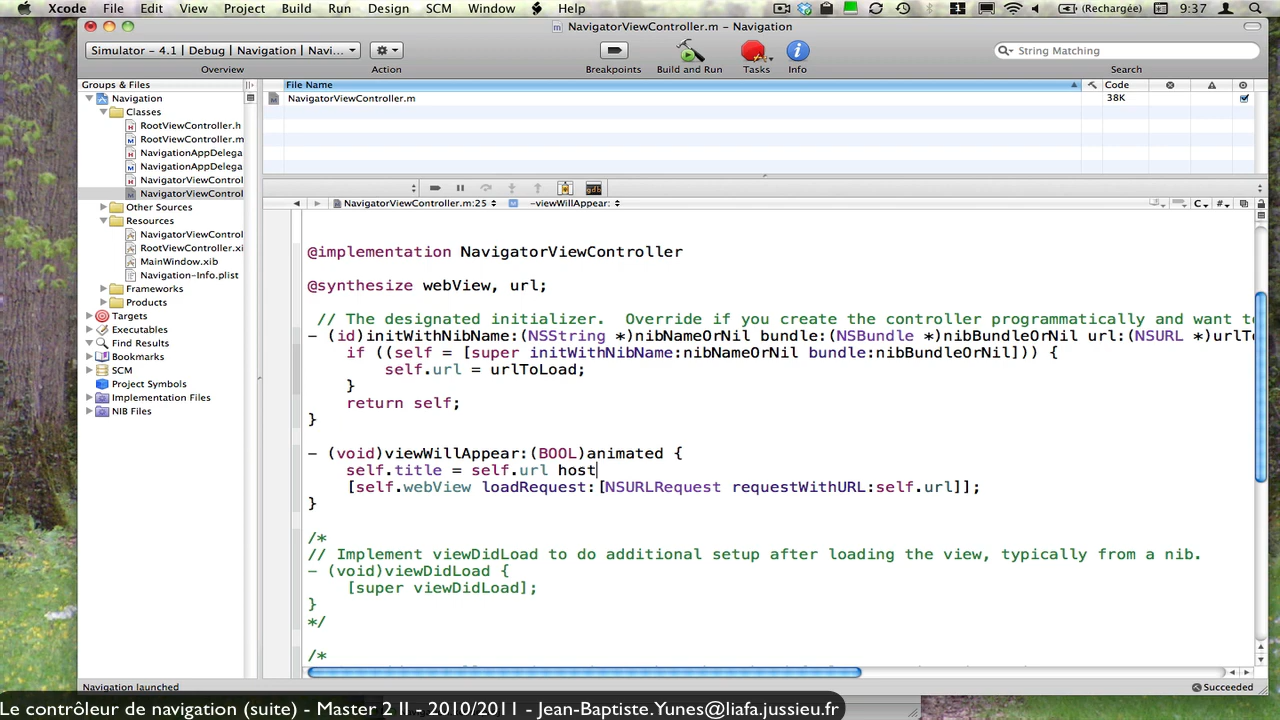 Xcode File Edit View Project Build Run Design SCM Window Help (Rechargée) 9:37
NavigatorViewController.m - Navigation
Simulator - 4.1 | Debug | Navigation | Navi...
String Matching
Overview Action Breakpoints Build and Run Tasks Info Search
Groups & Files
Navigation
Classes
RootViewController.h
RootViewController.m
NavigationAppDelega
NavigationAppDelega
NavigatorViewControl
NavigatorViewControl
Other Sources
Resources
NavigatorViewContro
RootViewController.xi
MainWindow.xib
Navigation-Info.plist
Frameworks
Products
Targets
Executables
Find Results
Bookmarks
SCM
Project Symbols
Implementation Files
NIB Files
File Name Code
NavigatorViewController.m 38K
gdb
NavigatorViewController.m:25 -viewWillAppear: C #
@implementation NavigatorViewController
@synthesize webView, url;
// The designated initializer.  Override if you create the controller programmatically and want to
- (id)initWithNibName:(NSString *)nibNameOrNil bundle:(NSBundle *)nibBundleOrNil url:(NSURL *)urlTo
if ((self = [super initWithNibName:nibNameOrNil bundle:nibBundleOrNil])) {
self.url = urlToLoad;
}
return self;
}
- (void)viewWillAppear:(BOOL)animated {
self.title = self.url host
[self.webView loadRequest:[NSURLRequest requestWithURL:self.url]];
}
/*
// Implement viewDidLoad to do additional setup after loading the view, typically from a nib.
- (void)viewDidLoad {
[super viewDidLoad];
}
*/
/*
Navigation launched
Succeeded
Le contrôleur de navigation (suite) - Master 2 II - 2010/2011 - Jean-Baptiste.Yunes@liafa.jussieu.fr